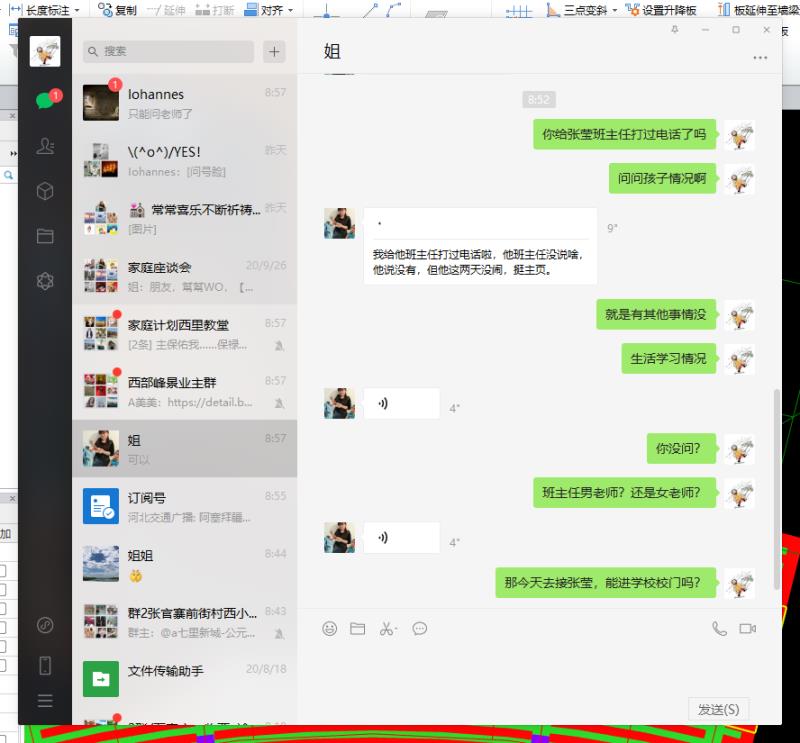 长度标注
复制
延伸
打断
对齐
三点变斜
设置升降板
板延伸至墙梁
搜索
姐
1
Iohannes
8:57
只能问老师了
1
\(^o^)/YES!
昨天
Iohannes: [问号脸]
常常喜乐不断祈祷...
昨天
[图片]
家庭座谈会
20/9/26
姐: 朋友, 幫幫WO, 【...
家庭计划西里教堂
8:57
[2条] 主保佑我......保禄...
西部峰景业主群
8:57
A美美: https://detail.b...
姐
8:57
可以
订阅号
8:55
河北交通广播: 阿塞拜疆...
姐姐
8:44
群2张官寨前街村西小...
8:43
群主: @a七里新城-公元...
文件传输助手
20/8/18
8:52
你给张莹班主任打过电话了吗
问问孩子情况啊
9"
我给他班主任打过电话啦,他班主任没说啥,
他说没有,但他这两天没闹,挺主页。
就是有其他事情没
生活学习情况
4"
你没问?
班主任男老师?还是女老师?
4"
那今天去接张莹,能进学校校门吗?
发送(S)
加